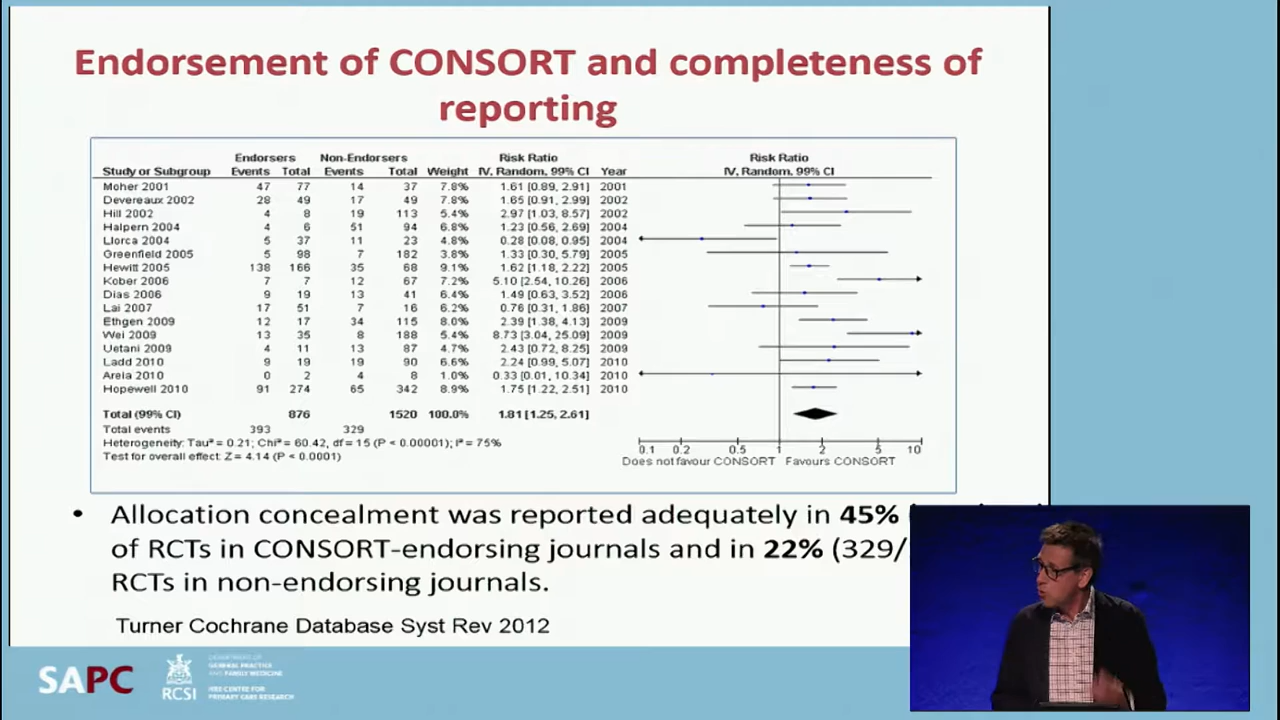 Endorsement of CONSORT and completeness of
reporting
Endorsers Non-Endorsers Risk Ratio Risk Ratio
Study or Subgroup Events Total Events Total Weight IV, Random, 99% CI Year IV, Random, 99% CI
Moher 2001 47 77 14 37 7.8% 1.61 [0.89, 2.91] 2001
Devereaux 2002 28 49 17 49 7.8% 1.65 [0.91, 2.99] 2002
Hill 2002 4 8 19 113 5.4% 2.97 [1.03, 8.57] 2002
Halpern 2004 4 6 51 94 6.8% 1.23 [0.56, 2.69] 2004
Llorca 2004 5 37 11 23 4.8% 0.28 [0.08, 0.95] 2004
Greenfield 2005 5 98 7 182 3.8% 1.33 [0.30, 5.79] 2005
Hewitt 2005 138 166 35 68 9.1% 1.62 [1.18, 2.22] 2005
Kober 2006 7 7 12 67 7.2% 5.10 [2.54, 10.26] 2006
Dias 2006 9 19 13 41 6.4% 1.49 [0.63, 3.52] 2006
Lai 2007 17 51 7 16 6.2% 0.76 [0.31, 1.86] 2007
Ethgen 2009 12 17 34 115 8.0% 2.39 [1.38, 4.13] 2009
Wei 2009 13 35 8 188 5.4% 8.73 [3.04, 25.09] 2009
Uetani 2009 4 11 13 87 4.7% 2.43 [0.72, 8.25] 2009
Ladd 2010 9 19 19 90 6.6% 2.24 [0.99, 5.07] 2010
Areia 2010 0 2 4 8 1.0% 0.33 [0.01, 10.34] 2010
Hopewell 2010 91 274 65 342 8.9% 1.75 [1.22, 2.51] 2010
Total (99% CI) 876 1520 100.0% 1.81 [1.25, 2.61]
Total events 393 329
Heterogeneity: Tau² = 0.21; Chi² = 60.42, df = 15 (P < 0.00001); I² = 75%
Test for overall effect: Z = 4.14 (P < 0.0001)
0.1 0.2 0.5 1 2 5 10
Does not favour CONSORT Favours CONSORT
• Allocation concealment was reported adequately in 45%
of RCTs in CONSORT-endorsing journals and in 22% (329/
RCTs in non-endorsing journals.
Turner Cochrane Database Syst Rev 2012
SAPC
RCSI
DEPARTMENT OF
GENERAL PRACTICE
AND FAMILY MEDICINE
HRB CENTRE FOR
PRIMARY CARE RESEARCH